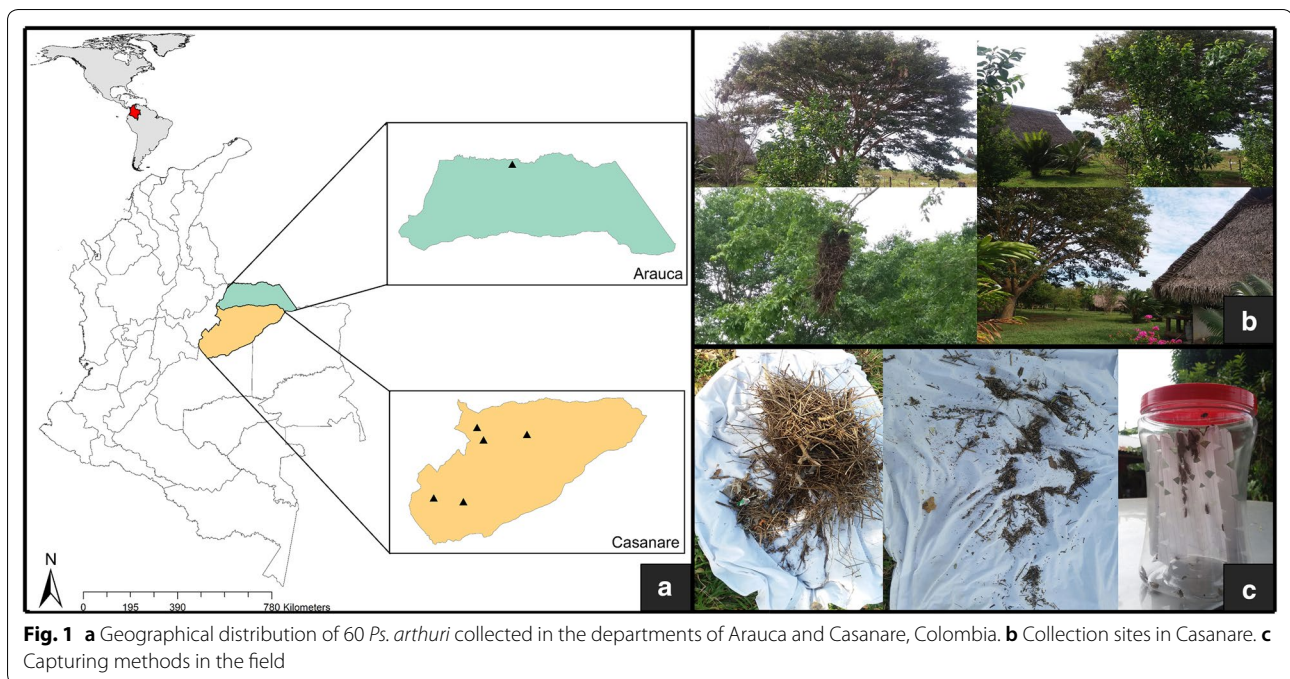 Arauca
Casanare
N
0 195 390 780 Kilometers
a
b
c
Fig. 1 a Geographical distribution of 60 Ps. arthuri collected in the departments of Arauca and Casanare, Colombia. b Collection sites in Casanare. c
Capturing methods in the field